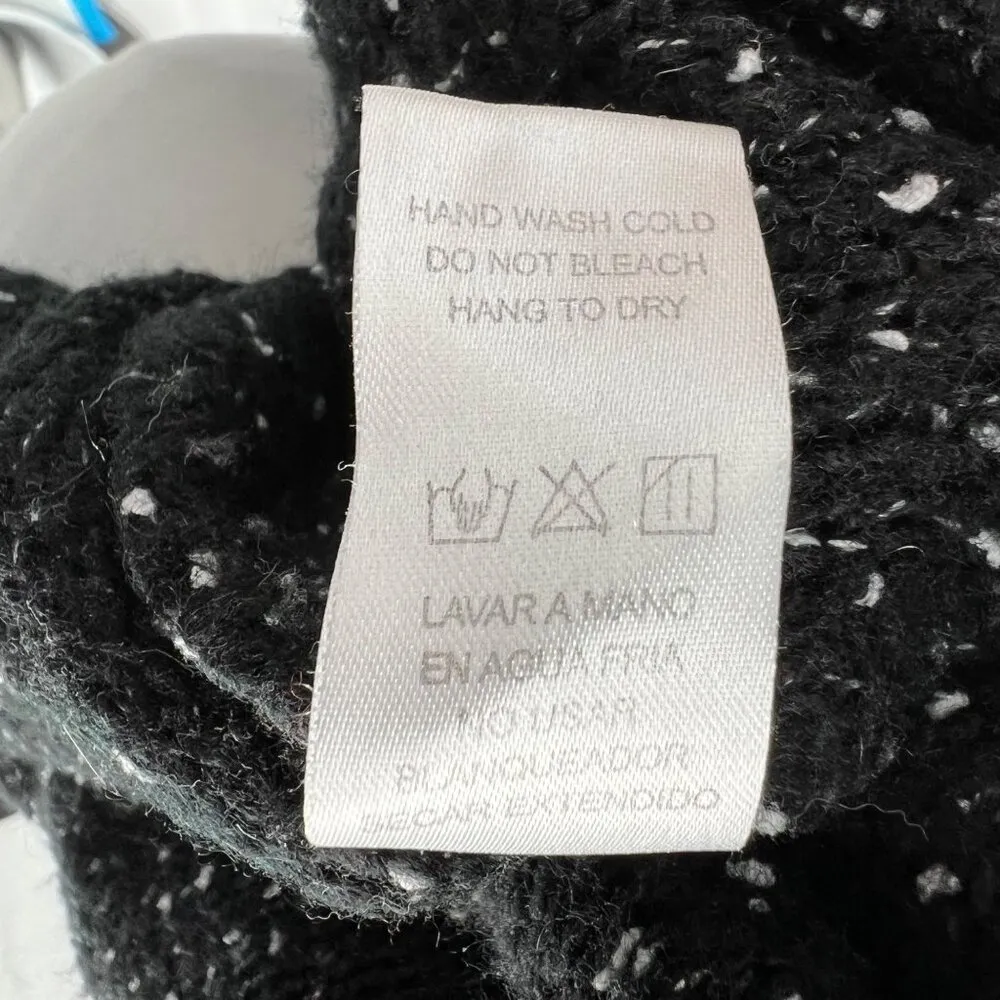 HAND WASH COLD
DO NOT BLEACH
HANG TO DRY
LAVAR A MANO
EN AGUA FRIA
NO USAR
BLANQUEADOR
SECAR EXTENDIDO